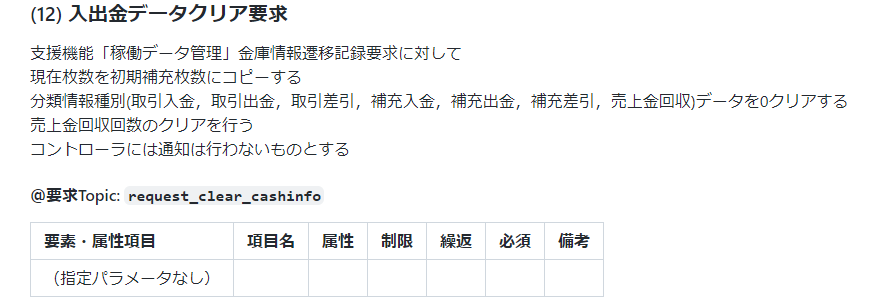 (12) 入出金データクリア要求
支援機能「稼働データ管理」金庫情報遷移記録要求に対して
現在枚数を初期補充枚数にコピーする
分類情報種別(取引入金，取引出金，取引差引，補充入金，補充出金，補充差引，売上金回収)データを0クリアする
売上金回収回数のクリアを行う
コントローラには通知は行わないものとする
@要求Topic: request_clear_cashinfo
要素・属性項目 項目名 属性 制限 繰返 必須 備考
（指定パラメータなし）